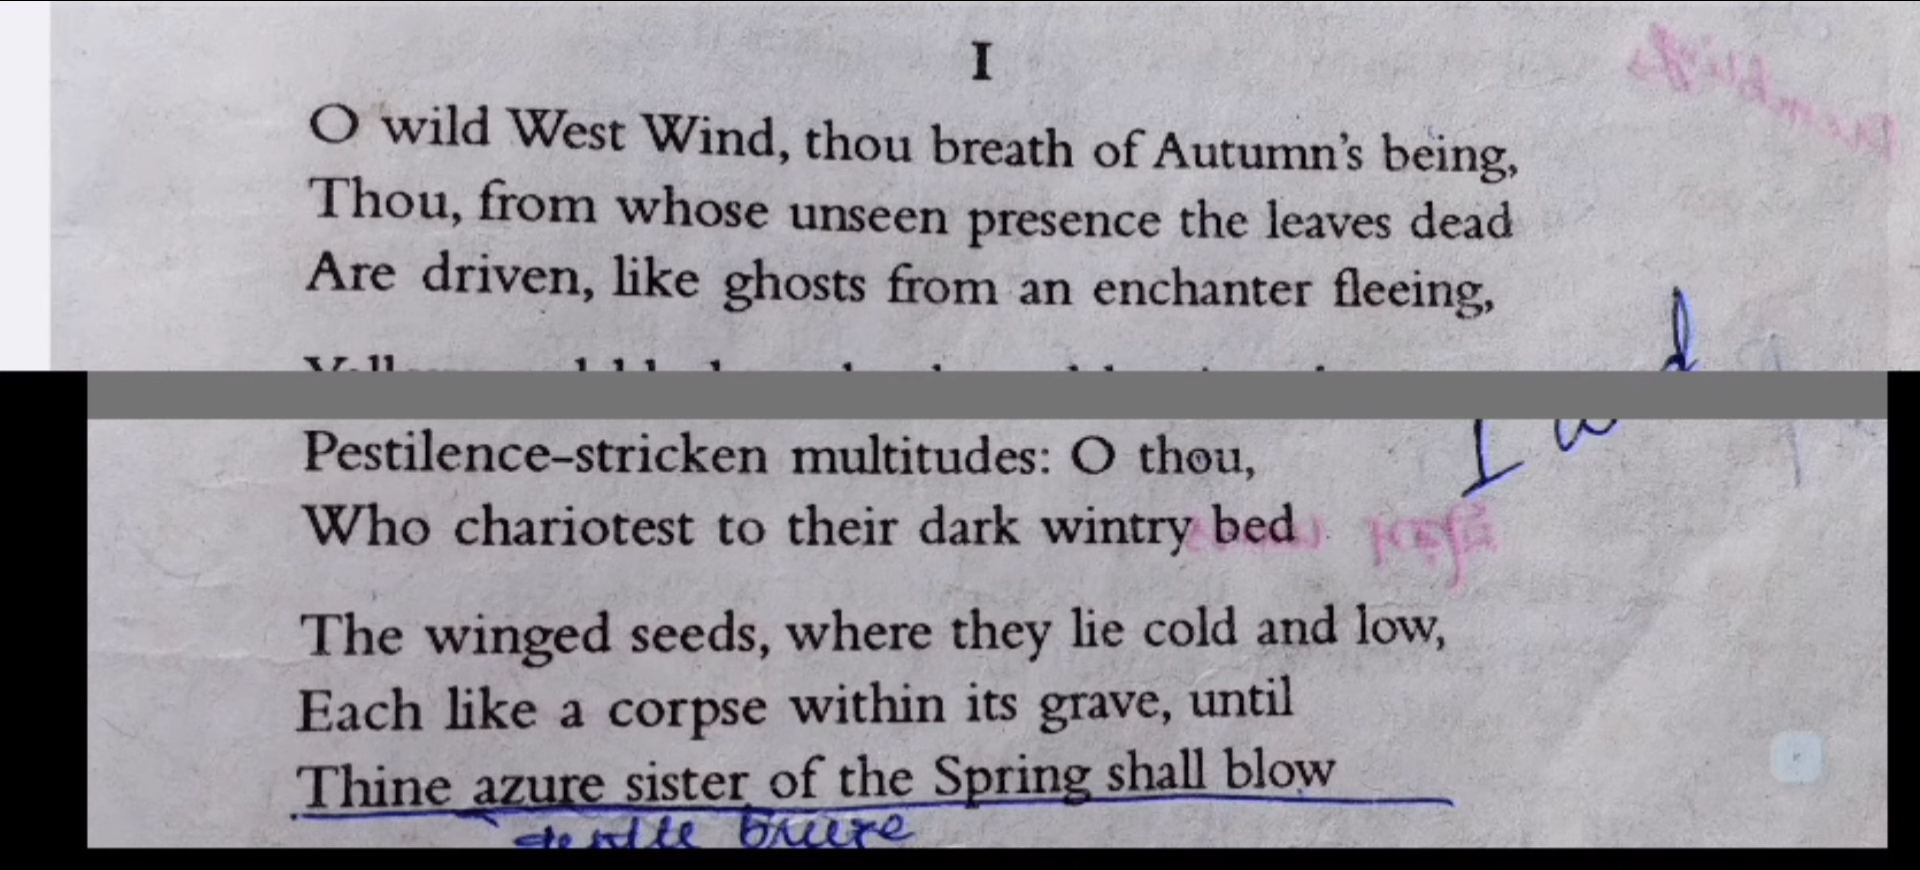 I
O wild West Wind, thou breath of Autumn's being,
Thou, from whose unseen presence the leaves dead
Are driven, like ghosts from an enchanter fleeing,
Pestilence-stricken multitudes: O thou,
Who chariotest to their dark wintry bed
The winged seeds, where they lie cold and low,
Each like a corpse within its grave, until
Thine azure sister of the Spring shall blow
gentle breeze